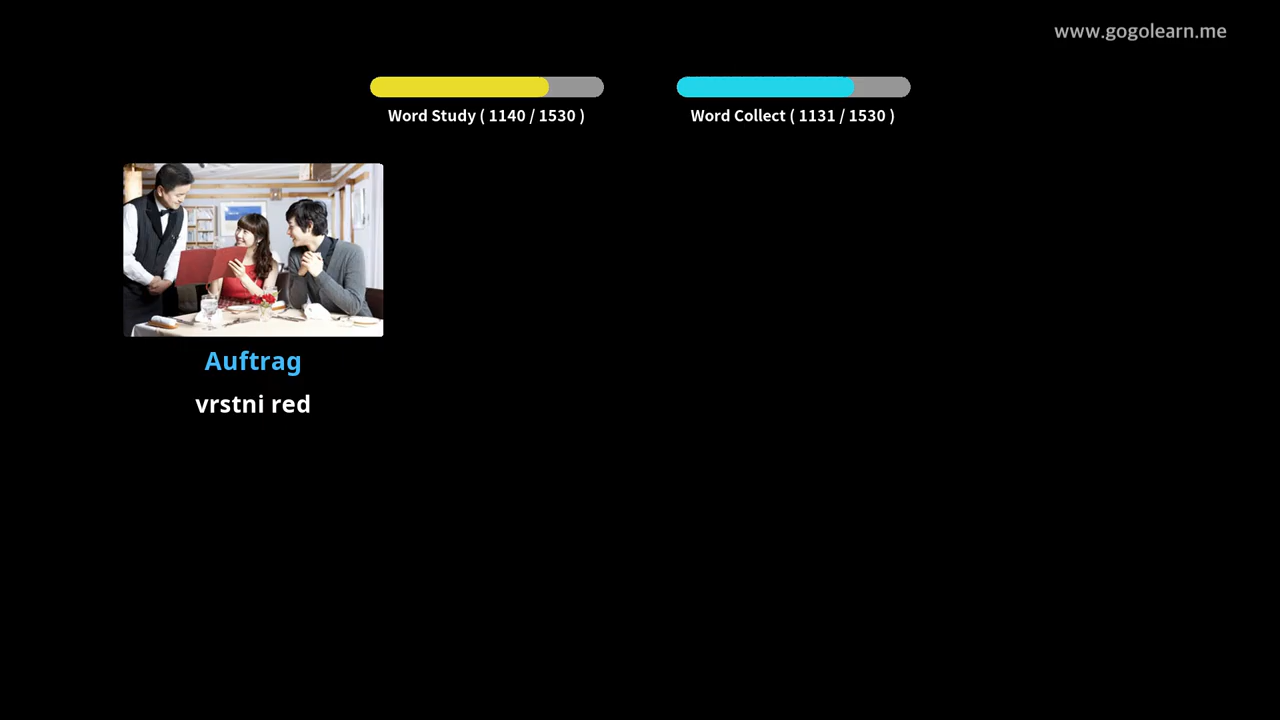 www.gogolearn.me
Word Study ( 1140 / 1530 )
Word Collect ( 1131 / 1530 )
Auftrag
vrstni red